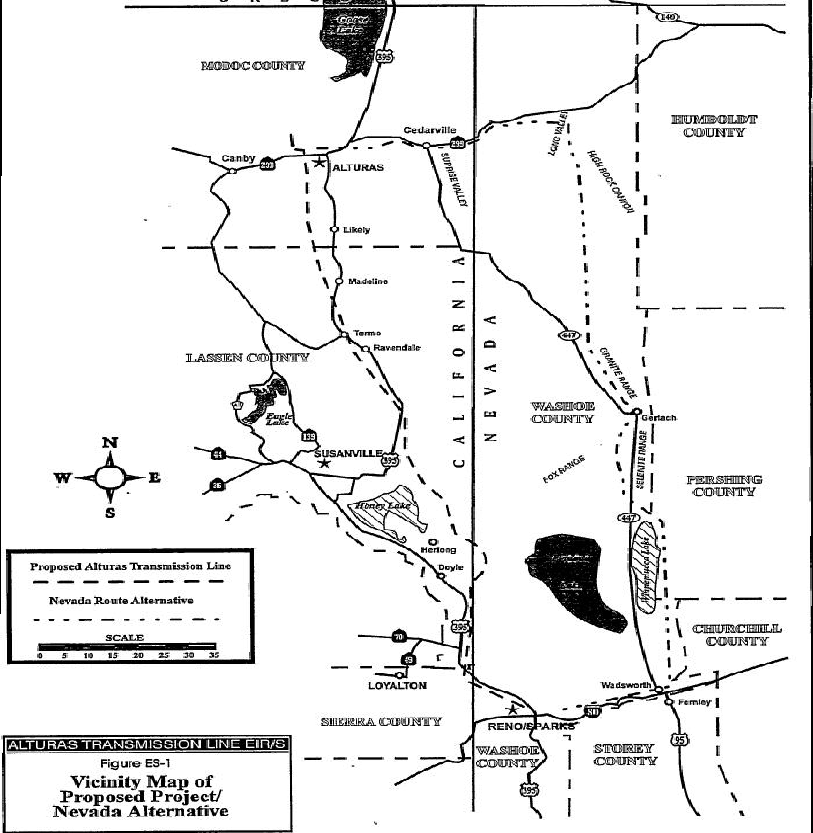 140
395
MODOC COUNTY
HUMBOLDT
COUNTY
LONG VALLEY
Cedarville
299
Canby
299
ALTURAS
SUPRISE VALLEY
HIGH ROCK CANYON
Likely
Madeline
CALIFORNIA
NEVADA
Termo
Ravendale
447
LASSEN COUNTY
GRANITE RANGE
WASHOE
COUNTY
Gerlach
Eagle
Lake
139
N
W E
S
44
SUSANVILLE
395
36
FOX RANGE
SELENITE RANGE
PERSHING
COUNTY
Honey Lake
447
Herlong
Doyle
Winnemucca Lake
Proposed Alturas Transmission Line
Nevada Route Alternative
SCALE
0 5 10 15 20 25 30 35
CHURCHILL
COUNTY
395
70
49
LOYALTON
Wadsworth
Fernley
80
SIERRA COUNTY
RENO/SPARKS
WASHOE
COUNTY
STOREY
COUNTY
95
395
ALTURAS TRANSMISSION LINE EIR/S
Figure ES-1
Vicinity Map of
Proposed Project/
Nevada Alternative